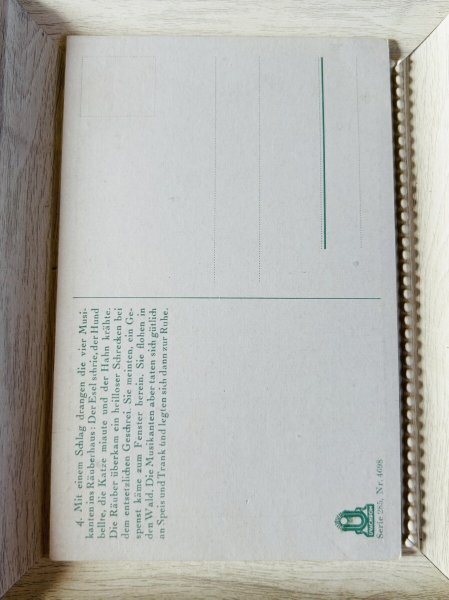 4. Mit einem Schlag drangen die vier Musi-
kanten ins Räuberhaus: Der Esel schrie, der Hund
bellte, die Katze miaute und der Hahn krähte.
Die Räuber überkam ein heilloser Schrecken bei
dem entsetzlichen Geschrei. Sie meinten, ein Ge-
spenst käme zum Fenster herein. Sie flohen in
den Wald. Die Musikanten aber taten sich gütlich
an Speis und Trank und legten sich dann zur Ruhe.
Serie 285, Nr. 4098